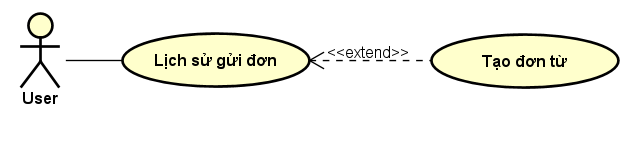 <<extend>>
Lịch sử gửi đơn
Tạo đơn từ
User